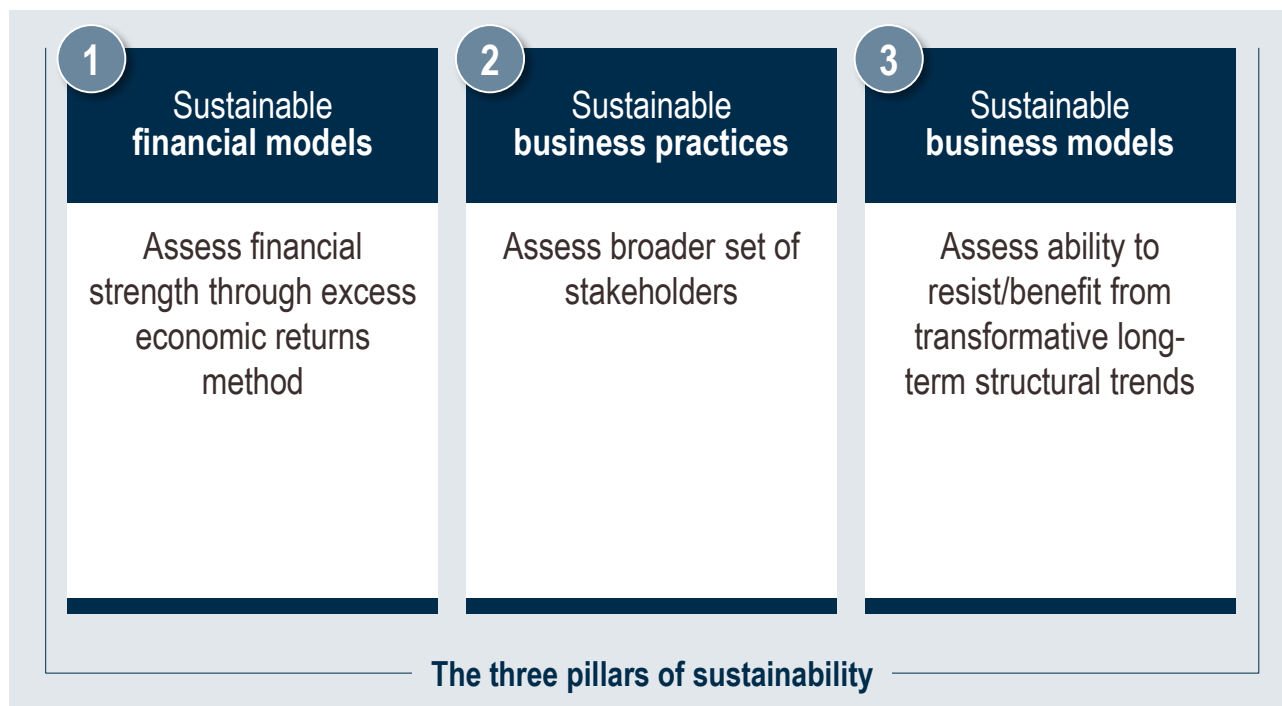 1
Sustainable
financial models
Assess financial
strength through excess
economic returns
method
2
Sustainable
business practices
Assess broader set of
stakeholders
3
Sustainable
business models
Assess ability to
resist/benefit from
transformative long-
term structural trends
The three pillars of sustainability